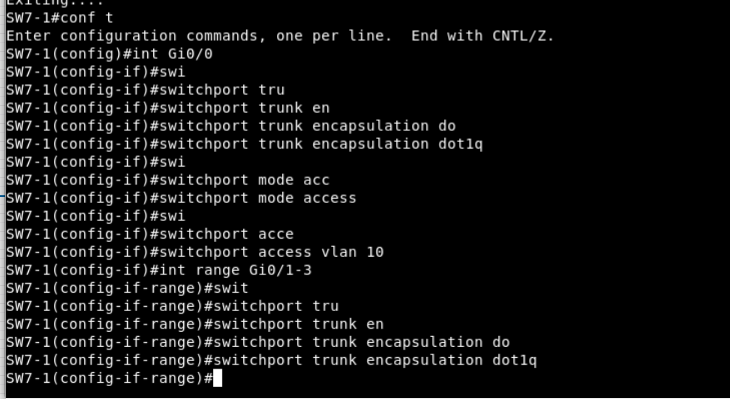 Exiting....
SW7-1#conf t
Enter configuration commands, one per line.  End with CNTL/Z.
SW7-1(config)#int Gi0/0
SW7-1(config-if)#swi
SW7-1(config-if)#switchport tru
SW7-1(config-if)#switchport trunk en
SW7-1(config-if)#switchport trunk encapsulation do
SW7-1(config-if)#switchport trunk encapsulation dot1q
SW7-1(config-if)#swi
SW7-1(config-if)#switchport mode acc
SW7-1(config-if)#switchport mode access
SW7-1(config-if)#swi
SW7-1(config-if)#switchport acce
SW7-1(config-if)#switchport access vlan 10
SW7-1(config-if)#int range Gi0/1-3
SW7-1(config-if-range)#swit
SW7-1(config-if-range)#switchport tru
SW7-1(config-if-range)#switchport trunk en
SW7-1(config-if-range)#switchport trunk encapsulation do
SW7-1(config-if-range)#switchport trunk encapsulation dot1q
SW7-1(config-if-range)#